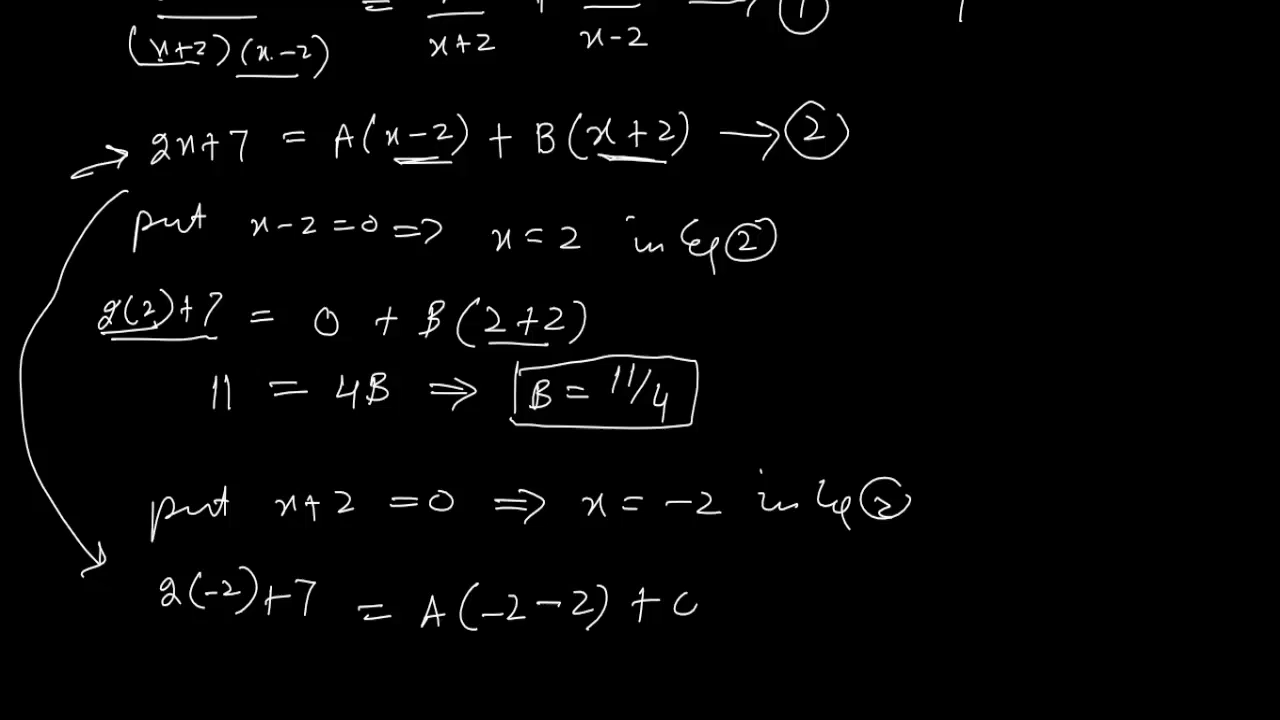 (x+2)(x-2) = x+2 + x-2 → 1
2x+7 = A(x-2) + B(x+2) → 2
put x-2=0 ⇒ x=2 in Eq 2
2(2)+7 = 0 + B(2+2)
11 = 4B ⇒ B = 11/4
put x+2 =0 ⇒ x=-2 in Eq 2
2(-2)+7 = A(-2-2) +